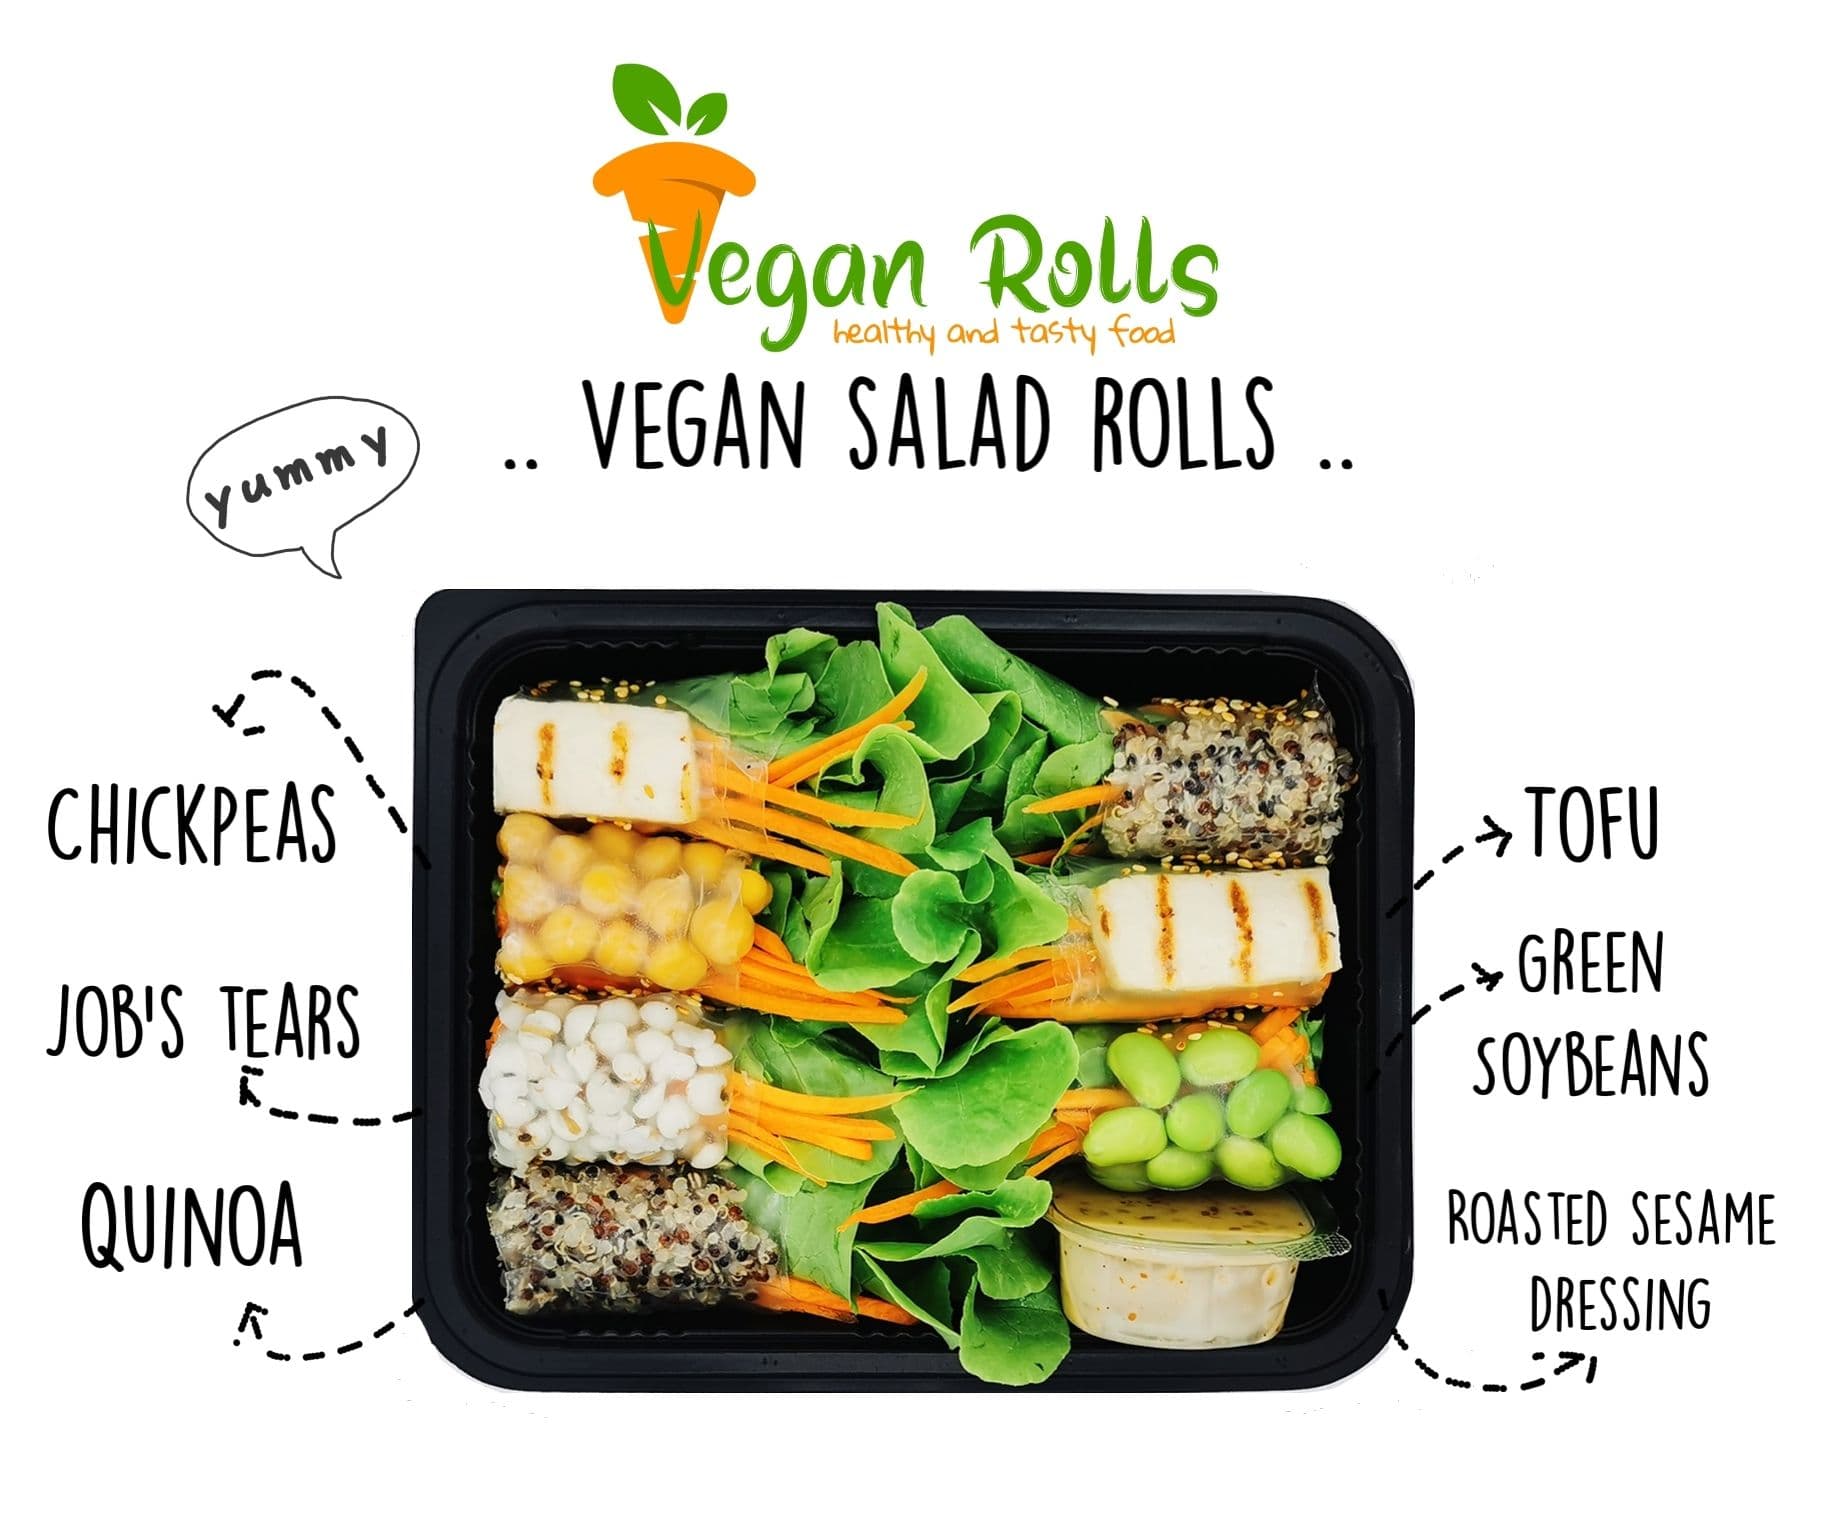 Vegan Rolls
healthy and tasty food
.. VEGAN SALAD ROLLS ..
yummy
CHICKPEAS
JOB'S TEARS
QUINOA
TOFU
GREEN
SOYBEANS
ROASTED SESAME
DRESSING